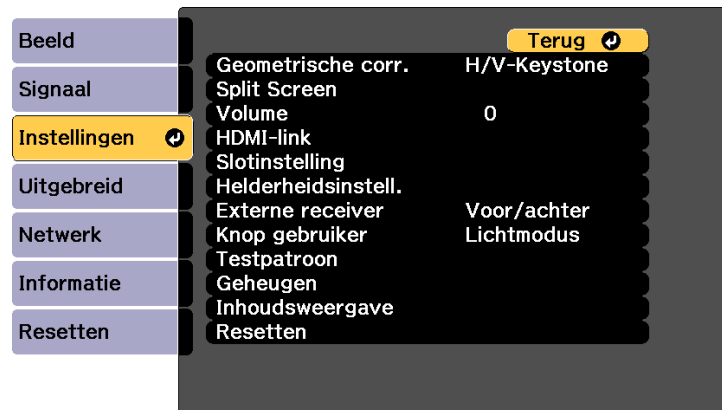 Beeld
Signaal
Instellingen
Uitgebreid
Netwerk
Informatie
Resetten
Terug
Geometrische corr. H/V-Keystone
Split Screen
Volume 0
HDMI-link
Slotinstelling
Helderheidsinstell.
Externe receiver Voor/achter
Knop gebruiker Lichtmodus
Testpatroon
Geheugen
Inhoudsweergave
Resetten